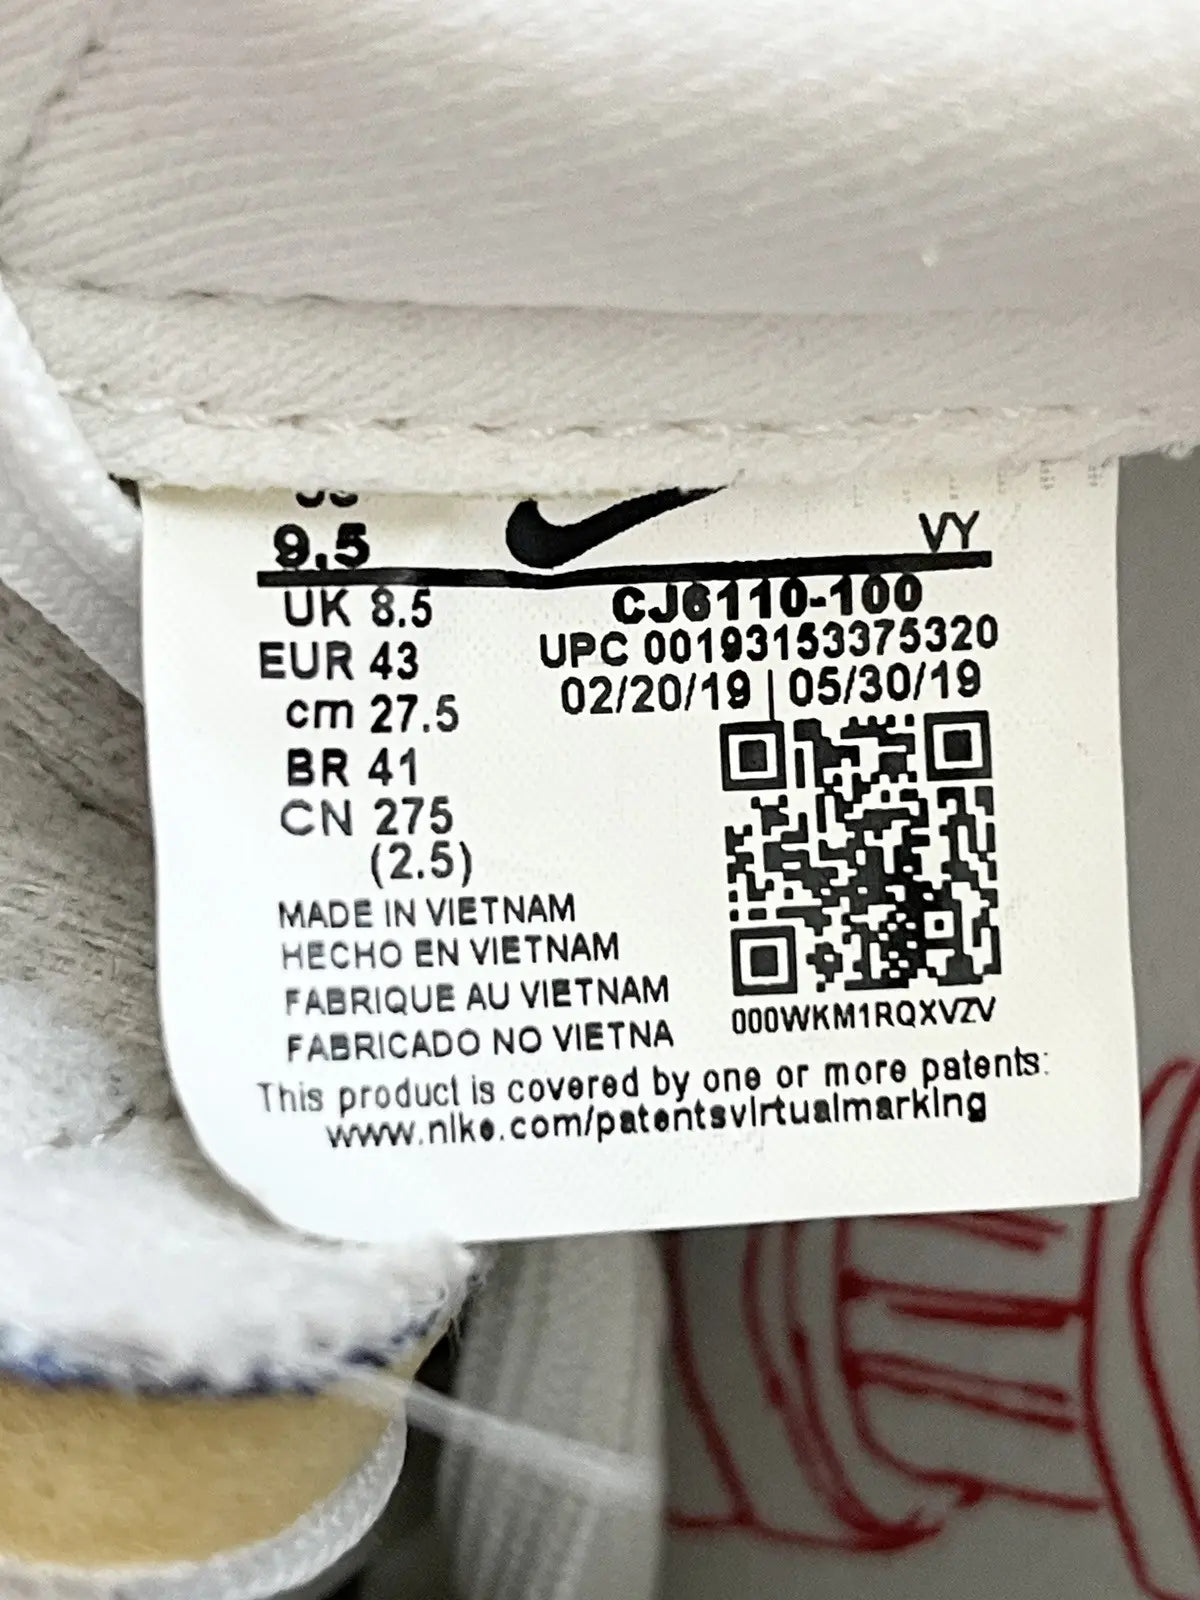 US
9.5
VY
UK 8.5
EUR 43
cm 27.5
BR 41
CN 275
(2.5)
CJ6110-100
UPC 00193153375320
02/20/19 | 05/30/19
000WKM1RQXVZV
MADE IN VIETNAM
HECHO EN VIETNAM
FABRIQUE AU VIETNAM
FABRICADO NO VIETNA
This product is covered by one or more patents:
www.nike.com/patentsvirtualmarking